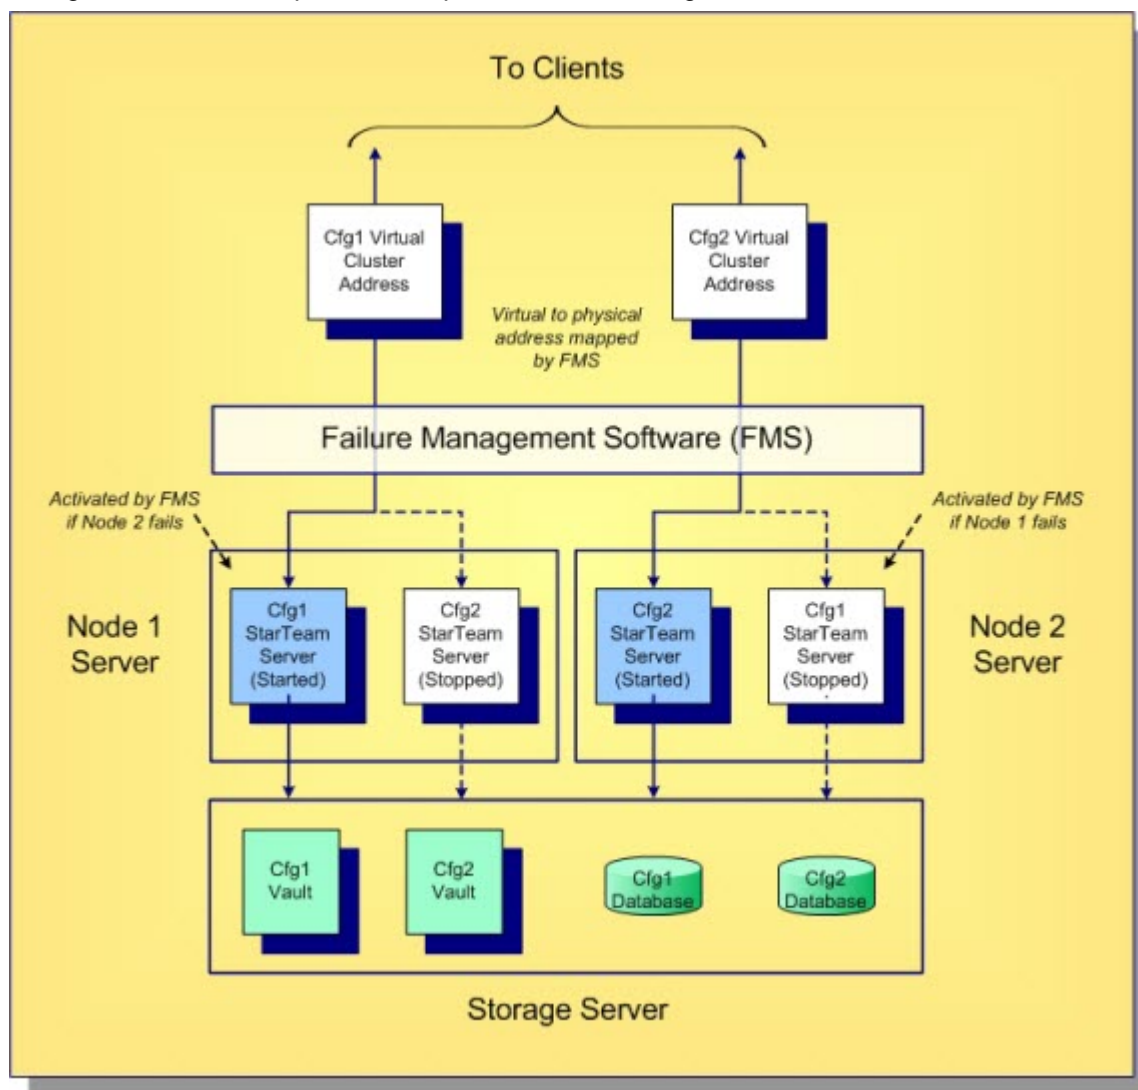 To Clients
Cfg1 Virtual
Cluster
Address
Cfg2 Virtual
Cluster
Address
Virtual to physical
address mapped
by FMS
Failure Management Software (FMS)
Activated by FMS
if Node 2 fails
Activated by FMS
if Node 1 fails
Node 1
Server
Cfg1
StarTeam
Server
(Started)
Cfg2
StarTeam
Server
(Stopped)
Cfg2
StarTeam
Server
(Started)
Cfg1
StarTeam
Server
(Stopped)
Node 2
Server
Cfg1
Vault
Cfg2
Vault
Cfg1
Database
Cfg2
Database
Storage Server